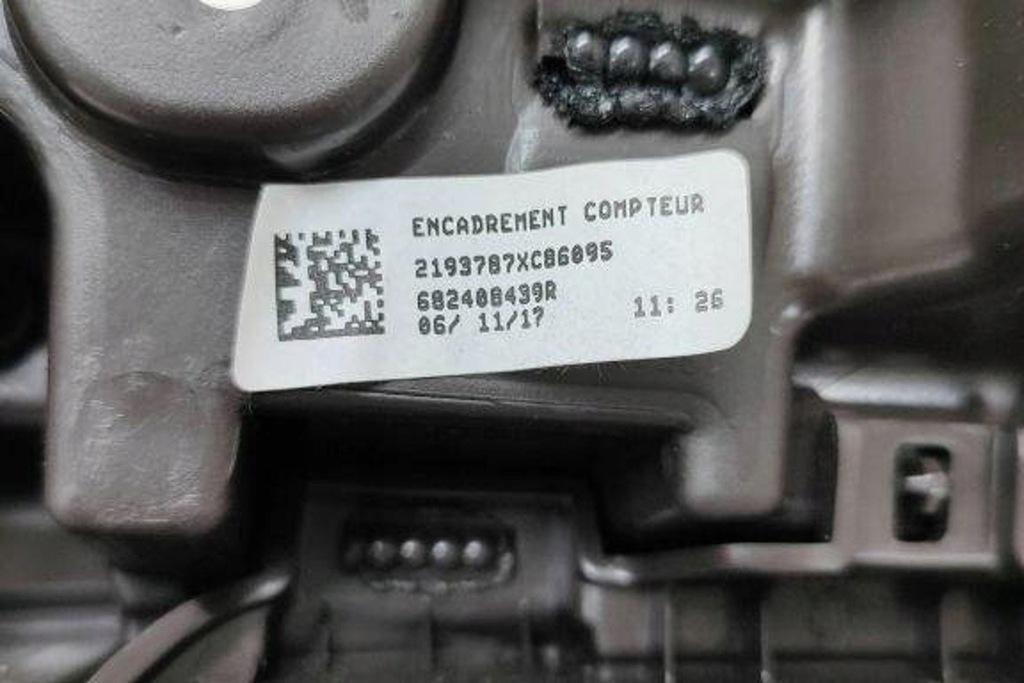 ENCADREMENT COMPTEUR
2193787XC86095
682408439R
06/ 11/17 11: 26